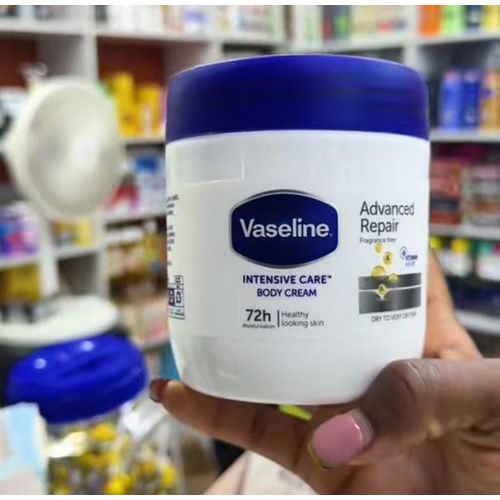 Vaseline.
INTENSIVE CARE™
BODY CREAM
72h
Moisturisation
Healthy
looking skin
Advanced
Repair
Fragrance free
DRY TO VERY DRY SKIN